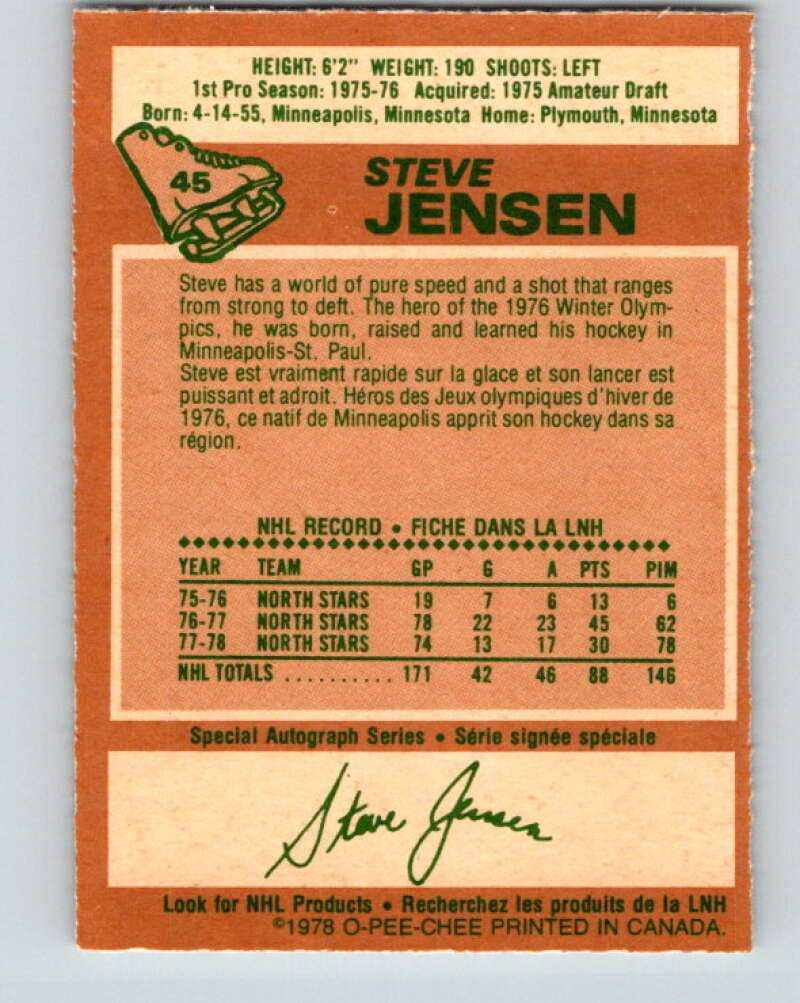 HEIGHT: 6'2" WEIGHT: 190 SHOOTS: LEFT
1st Pro Season: 1975-76 Acquired: 1975 Amateur Draft
Born: 4-14-55, Minneapolis, Minnesota Home: Plymouth, Minnesota
45
STEVE
JENSEN
Steve has a world of pure speed and a shot that ranges
from strong to deft. The hero of the 1976 Winter Olym-
pics, he was born, raised and learned his hockey in
Minneapolis-St. Paul.
Steve est vraiment rapide sur la glace et son lancer est
puissant et adroit. Héros des Jeux olympiques d'hiver de
1976, ce natif de Minneapolis apprit son hockey dans sa
région.
NHL RECORD • FICHE DANS LA LNH
YEAR TEAM GP G A PTS PIM
75-76 NORTH STARS 19 7 6 13 6
76-77 NORTH STARS 78 22 23 45 62
77-78 NORTH STARS 74 13 17 30 78
NHL TOTALS .......... 171 42 46 88 146
Special Autograph Series • Série signée spéciale
Steve Jensen
Look for NHL Products • Recherchez les produits de la LNH
©1978 O-PEE-CHEE PRINTED IN CANADA.